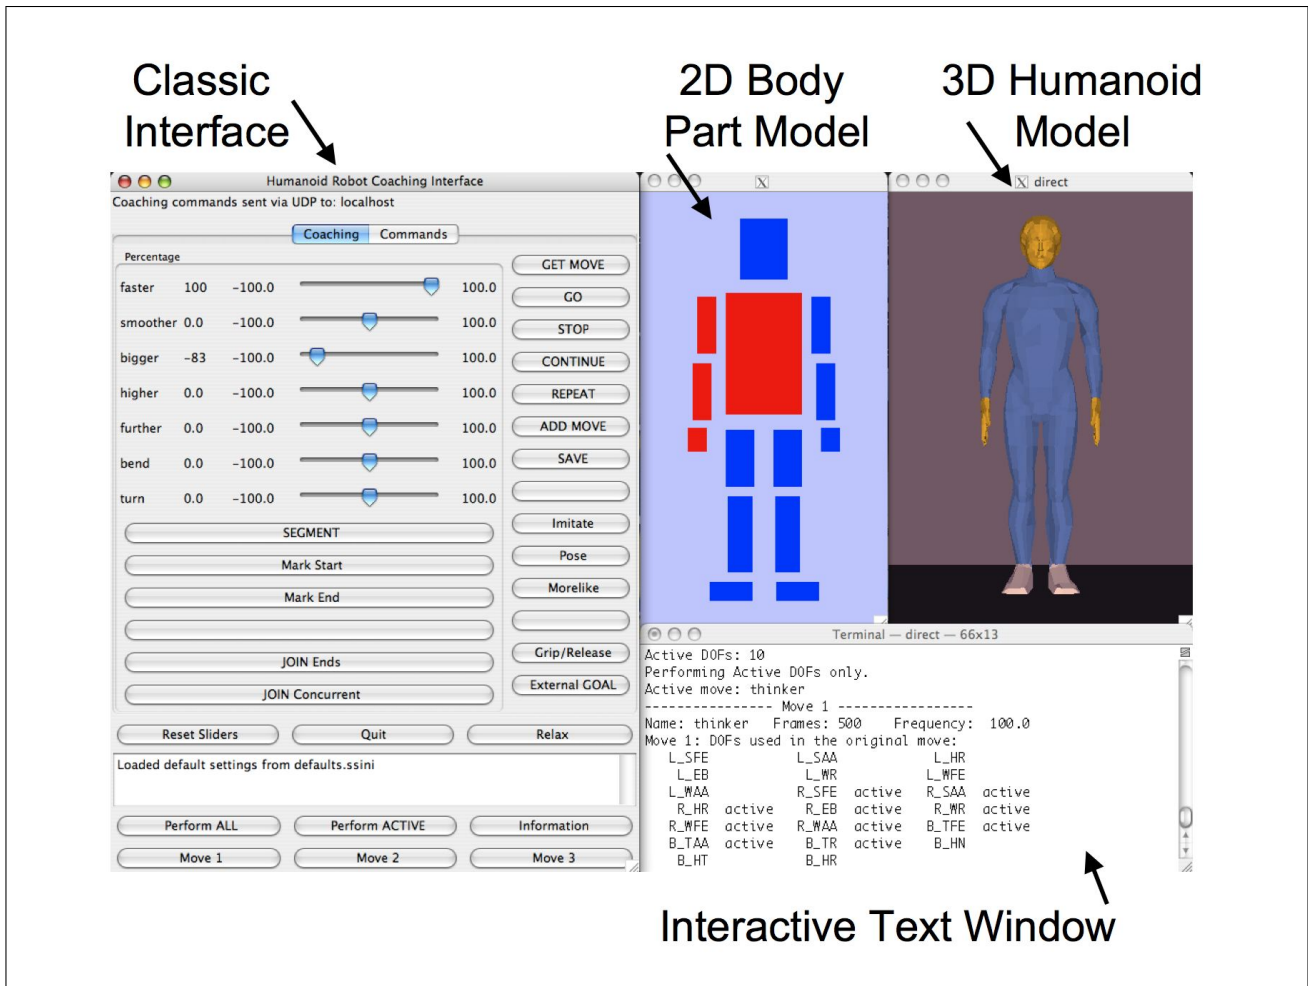 Classic
Interface
2D Body
Part Model
3D Humanoid
Model
Humanoid Robot Coaching Interface
Coaching commands sent via UDP to: localhost
Coaching Commands
Percentage
faster 100 -100.0 100.0
smoother 0.0 -100.0 100.0
bigger -83 -100.0 100.0
higher 0.0 -100.0 100.0
further 0.0 -100.0 100.0
bend 0.0 -100.0 100.0
turn 0.0 -100.0 100.0
SEGMENT
Mark Start
Mark End
JOIN Ends
JOIN Concurrent
GET MOVE
GO
STOP
CONTINUE
REPEAT
ADD MOVE
SAVE
Imitate
Pose
Morelike
Grip/Release
External GOAL
Reset Sliders Quit Relax
Loaded default settings from defaults.ssini
Perform ALL Perform ACTIVE Information
Move 1 Move 2 Move 3
X
X direct
Terminal — direct — 66x13
Active DOFs: 10
Performing Active DOFs only.
Active move: thinker
---------------- Move 1 -----------------
Name: thinker Frames: 500 Frequency: 100.0
Move 1: DOFs used in the original move:
L_SFE L_SAA L_HR
L_EB L_WR L_WFE
L_WAA R_SFE active R_SAA active
R_HR active R_EB active R_WR active
R_WFE active R_WAA active B_TFE active
B_TAA active B_TR active B_HN
B_HT B_HR
Interactive Text Window